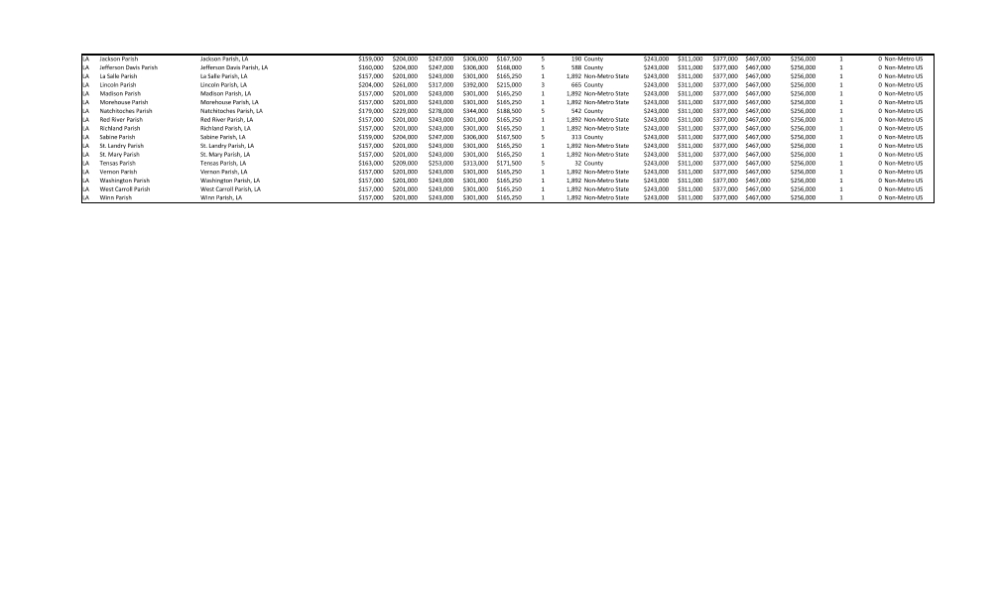 LA Jackson Parish Jackson Parish, LA $159,000 $204,000 $247,000 $306,000 $167,500 5 190 County $243,000 $311,000 $377,000 $467,000 $256,000 1 0 Non-Metro US
LA Jefferson Davis Parish Jefferson Davis Parish, LA $160,000 $204,000 $247,000 $306,000 $168,000 5 588 County $243,000 $311,000 $377,000 $467,000 $256,000 1 0 Non-Metro US
LA La Salle Parish La Salle Parish, LA $157,000 $201,000 $243,000 $301,000 $165,250 1 1,892 Non-Metro State $243,000 $311,000 $377,000 $467,000 $256,000 1 0 Non-Metro US
LA Lincoln Parish Lincoln Parish, LA $204,000 $261,000 $317,000 $392,000 $215,000 3 665 County $243,000 $311,000 $377,000 $467,000 $256,000 1 0 Non-Metro US
LA Madison Parish Madison Parish, LA $157,000 $201,000 $243,000 $301,000 $165,250 1 1,892 Non-Metro State $243,000 $311,000 $377,000 $467,000 $256,000 1 0 Non-Metro US
LA Morehouse Parish Morehouse Parish, LA $157,000 $201,000 $243,000 $301,000 $165,250 1 1,892 Non-Metro State $243,000 $311,000 $377,000 $467,000 $256,000 1 0 Non-Metro US
LA Natchitoches Parish Natchitoches Parish, LA $179,000 $229,000 $278,000 $344,000 $188,500 5 542 County $243,000 $311,000 $377,000 $467,000 $256,000 1 0 Non-Metro US
LA Red River Parish Red River Parish, LA $157,000 $201,000 $243,000 $301,000 $165,250 1 1,892 Non-Metro State $243,000 $311,000 $377,000 $467,000 $256,000 1 0 Non-Metro US
LA Richland Parish Richland Parish, LA $157,000 $201,000 $243,000 $301,000 $165,250 1 1,892 Non-Metro State $243,000 $311,000 $377,000 $467,000 $256,000 1 0 Non-Metro US
LA Sabine Parish Sabine Parish, LA $159,000 $204,000 $247,000 $306,000 $167,500 5 313 County $243,000 $311,000 $377,000 $467,000 $256,000 1 0 Non-Metro US
LA St. Landry Parish St. Landry Parish, LA $157,000 $201,000 $243,000 $301,000 $165,250 1 1,892 Non-Metro State $243,000 $311,000 $377,000 $467,000 $256,000 1 0 Non-Metro US
LA St. Mary Parish St. Mary Parish, LA $157,000 $201,000 $243,000 $301,000 $165,250 1 1,892 Non-Metro State $243,000 $311,000 $377,000 $467,000 $256,000 1 0 Non-Metro US
LA Tensas Parish Tensas Parish, LA $163,000 $209,000 $253,000 $313,000 $171,500 5 32 County $243,000 $311,000 $377,000 $467,000 $256,000 1 0 Non-Metro US
LA Vernon Parish Vernon Parish, LA $157,000 $201,000 $243,000 $301,000 $165,250 1 1,892 Non-Metro State $243,000 $311,000 $377,000 $467,000 $256,000 1 0 Non-Metro US
LA Washington Parish Washington Parish, LA $157,000 $201,000 $243,000 $301,000 $165,250 1 1,892 Non-Metro State $243,000 $311,000 $377,000 $467,000 $256,000 1 0 Non-Metro US
LA West Carroll Parish West Carroll Parish, LA $157,000 $201,000 $243,000 $301,000 $165,250 1 1,892 Non-Metro State $243,000 $311,000 $377,000 $467,000 $256,000 1 0 Non-Metro US
LA Winn Parish Winn Parish, LA $157,000 $201,000 $243,000 $301,000 $165,250 1 1,892 Non-Metro State $243,000 $311,000 $377,000 $467,000 $256,000 1 0 Non-Metro US